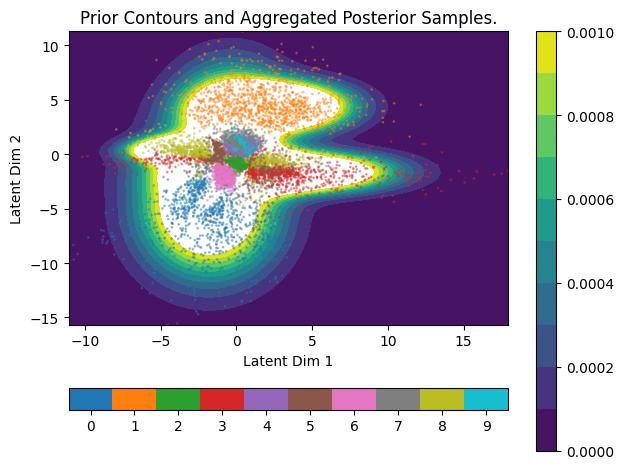 Prior Contours and Aggregated Posterior Samples.
10
5
0
−5
−10
−15
Latent Dim 2
−10 −5 0 5 10 15
Latent Dim 1
0 1 2 3 4 5 6 7 8 9
0.0010
0.0008
0.0006
0.0004
0.0002
0.0000